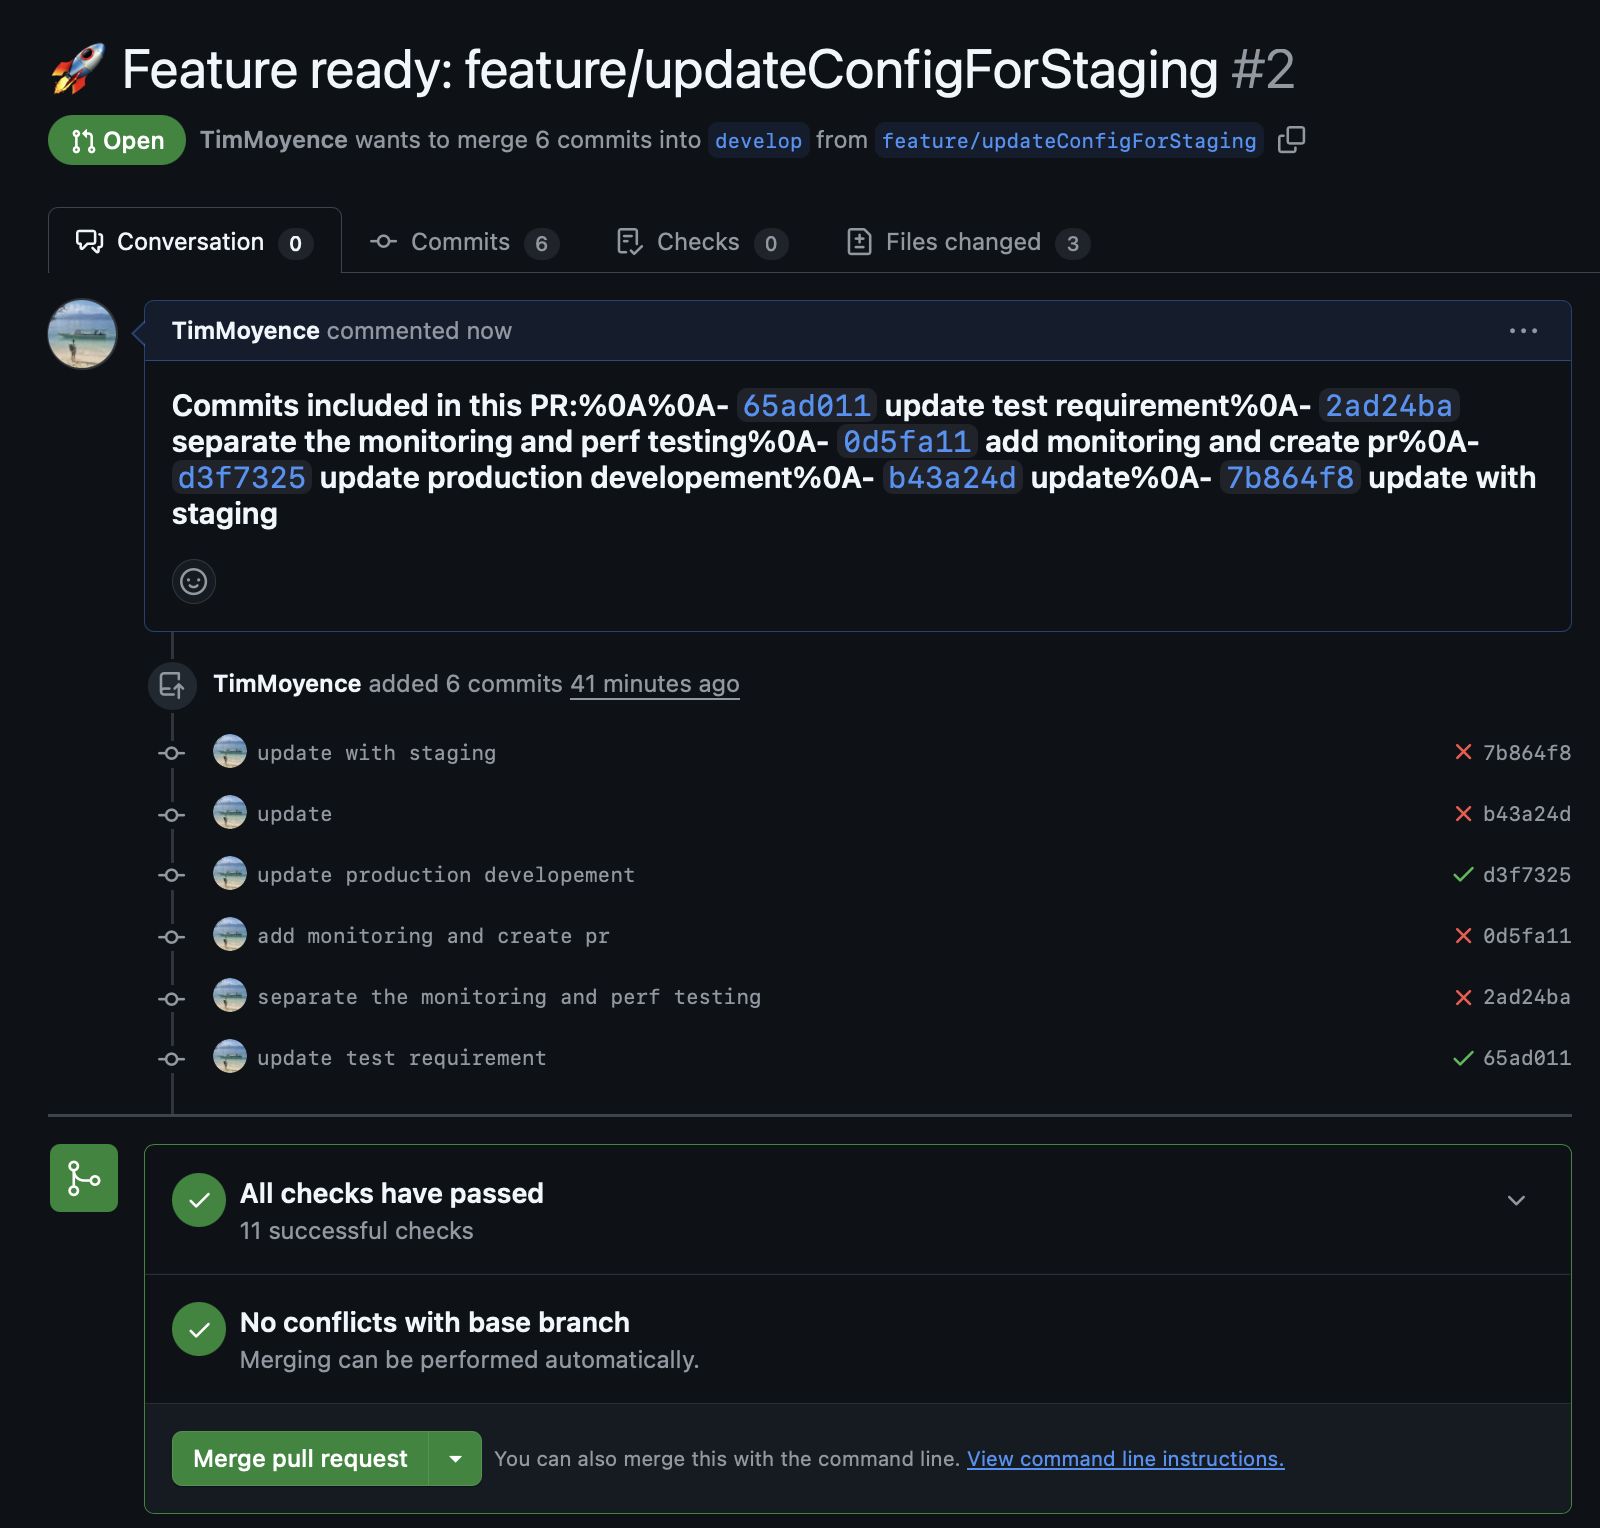 🚀 Feature ready: feature/updateConfigForStaging #2
Open TimMoyence wants to merge 6 commits into develop from feature/updateConfigForStaging
Conversation 0 Commits 6 Checks 0 Files changed 3
TimMoyence commented now
Commits included in this PR:%0A%0A- 65ad011 update test requirement%0A- 2ad24ba
separate the monitoring and perf testing%0A- 0d5fa11 add monitoring and create pr%0A-
d3f7325 update production developement%0A- b43a24d update%0A- 7b864f8 update with
staging
TimMoyence added 6 commits 41 minutes ago
update with staging 7b864f8
update b43a24d
update production developement d3f7325
add monitoring and create pr 0d5fa11
separate the monitoring and perf testing 2ad24ba
update test requirement 65ad011
All checks have passed
11 successful checks
No conflicts with base branch
Merging can be performed automatically.
Merge pull request You can also merge this with the command line. View command line instructions.